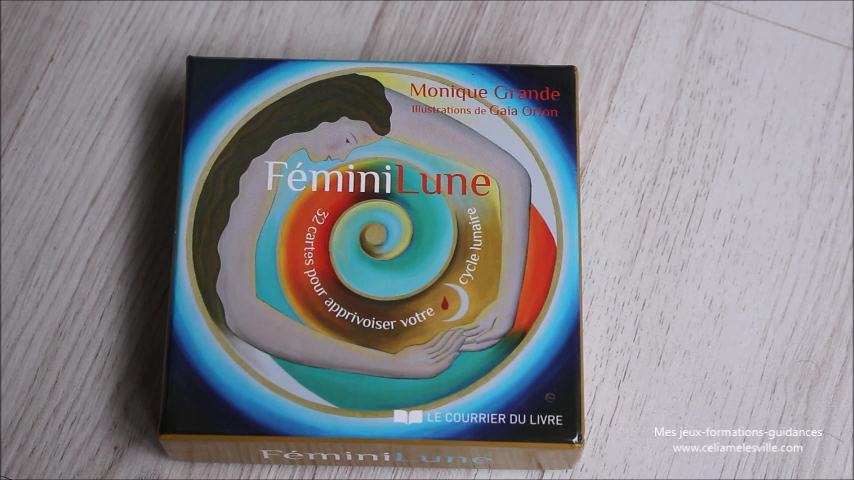 Monique Grande
Illustrations de Gaia Orion
FéminiLune
32 cartes pour apprivoiser votre cycle lunaire
LE COURRIER DU LIVRE
FéminiLune
Mes jeux-formations-guidances
www.celiamelesville.com